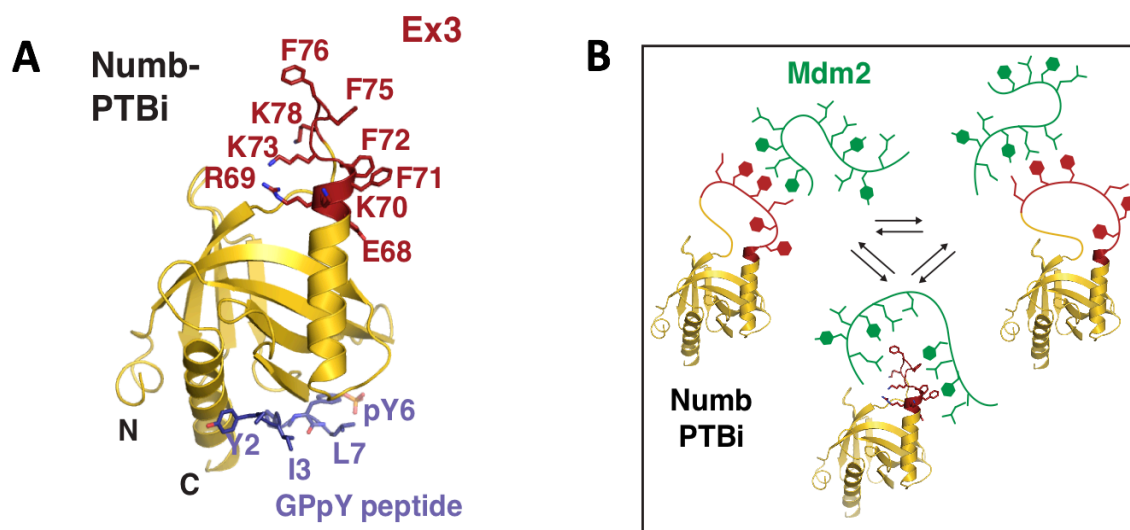 A
Numb-
PTBi
Ex3
F76
F75
K78
K73
F72
R69
F71
K70
E68
N
C
Y2
I3
L7
pY6
GPpY peptide
B
Mdm2
Numb
PTBi